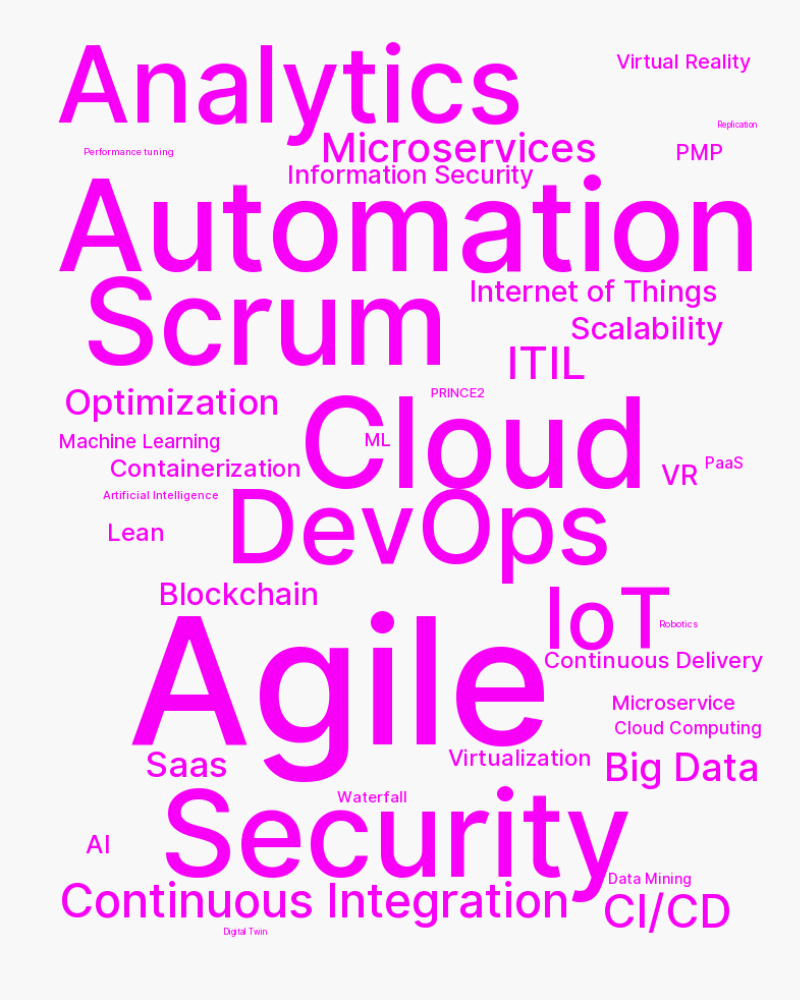 Analytics
Virtual Reality
Replication
Performance tuning
Microservices
PMP
Information Security
Automation
Scrum
Internet of Things
Scalability
ITIL
Optimization
PRINCE2
Cloud
ML
Machine Learning
Containerization
VR
PaaS
Artificial Intelligence
DevOps
Lean
Blockchain
IoT
Robotics
Agile
Continuous Delivery
Microservice
Cloud Computing
Saas
Virtualization
Big Data
Waterfall
Security
AI
Data Mining
Continuous Integration
CI/CD
Digital Twin